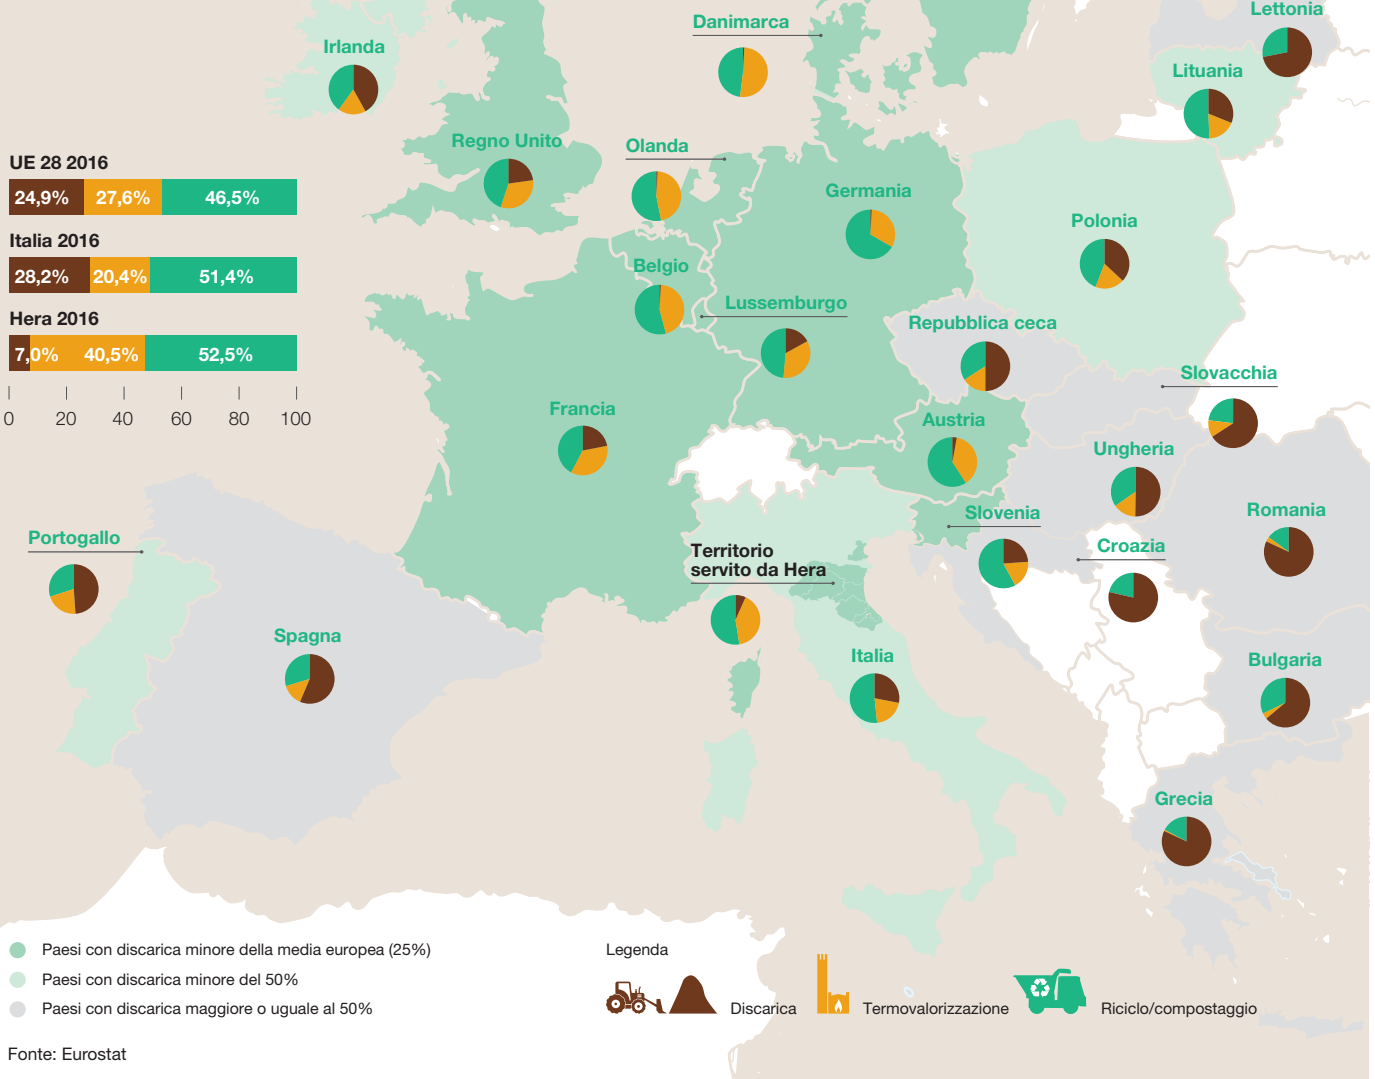 Lettonia
Danimarca
Irlanda
Lituania
Regno Unito
Olanda
UE 28 2016
24,9% 27,6% 46,5%
Germania
Polonia
Italia 2016
28,2% 20,4% 51,4%
Belgio
Lussemburgo
Hera 2016
7,0% 40,5% 52,5%
Repubblica ceca
Slovacchia
0 20 40 60 80 100
Francia
Austria
Ungheria
Slovenia
Romania
Portogallo
Croazia
Territorio
servito da Hera
Spagna
Italia
Bulgaria
Grecia
Paesi con discarica minore della media europea (25%)
Paesi con discarica minore del 50%
Paesi con discarica maggiore o uguale al 50%
Legenda
Discarica
Termovalorizzazione
Riciclo/compostaggio
Fonte: Eurostat